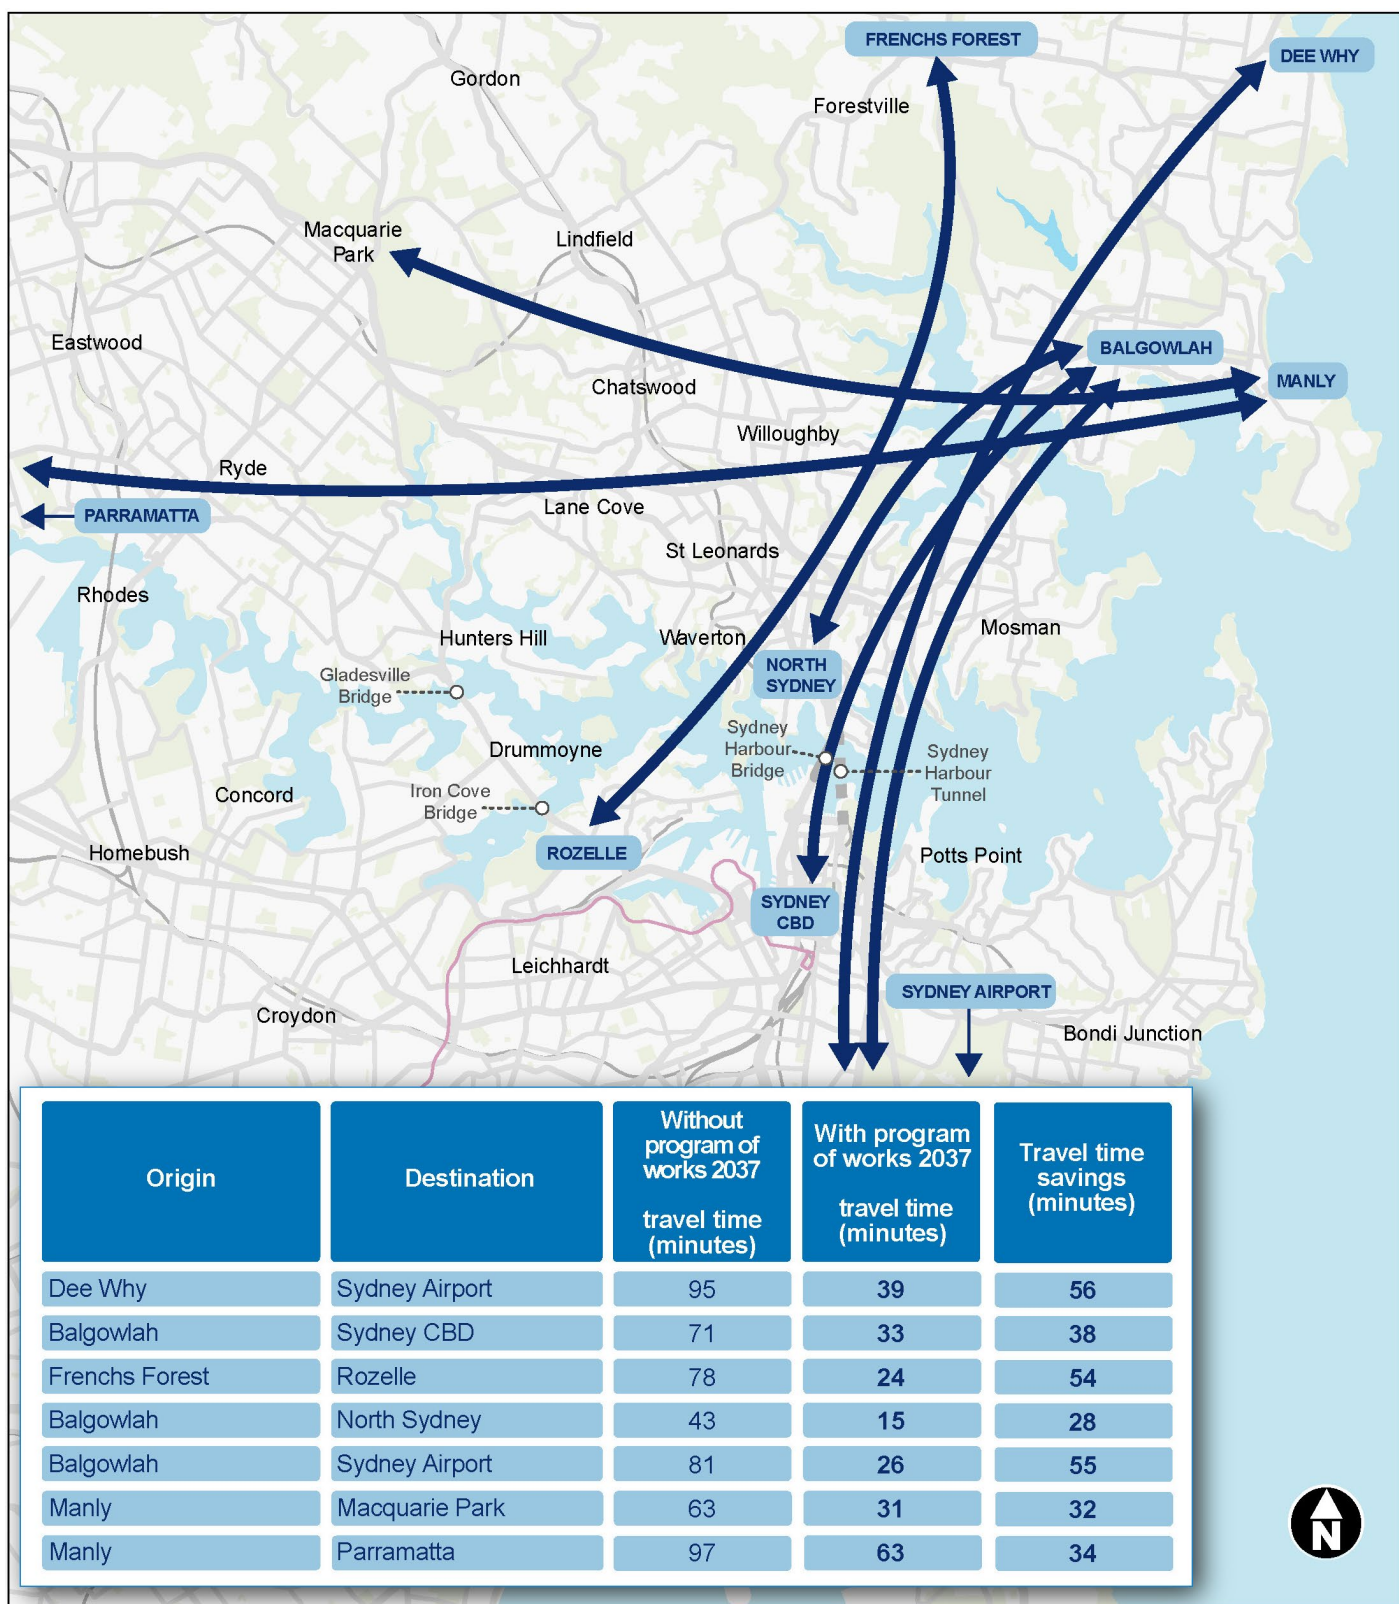 FRENCHS FOREST
DEE WHY
Gordon
Forestville
Macquarie
Park
Lindfield
Eastwood
BALGOWLAH
MANLY
Chatswood
Willoughby
Ryde
Lane Cove
PARRAMATTA
St Leonards
Rhodes
Hunters Hill
Waverton
Mosman
NORTH
SYDNEY
Gladesville
Bridge
Drummoyne
Sydney
Harbour
Bridge
Sydney
Harbour
Tunnel
Concord
Iron Cove
Bridge
Homebush
ROZELLE
Potts Point
SYDNEY
CBD
Leichhardt
SYDNEY AIRPORT
Croydon
Bondi Junction
Origin
Destination
Without
program of
works 2037
travel time
(minutes)
With program
of works 2037
travel time
(minutes)
Travel time
savings
(minutes)
Dee Why Sydney Airport 95 39 56
Balgowlah Sydney CBD 71 33 38
Frenchs Forest Rozelle 78 24 54
Balgowlah North Sydney 43 15 28
Balgowlah Sydney Airport 81 26 55
Manly Macquarie Park 63 31 32
Manly Parramatta 97 63 34
N